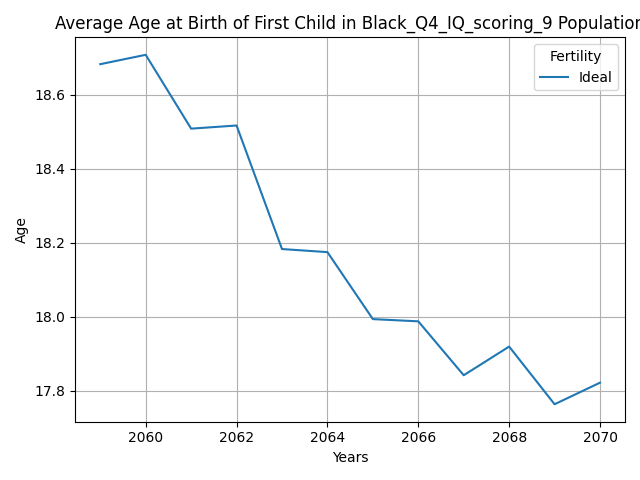 Average Age at Birth of First Child in Black_Q4_IQ_scoring_9 Population
Fertility
Ideal
18.6
18.4
18.2
18.0
17.8
Age
2060 2062 2064 2066 2068 2070
Years